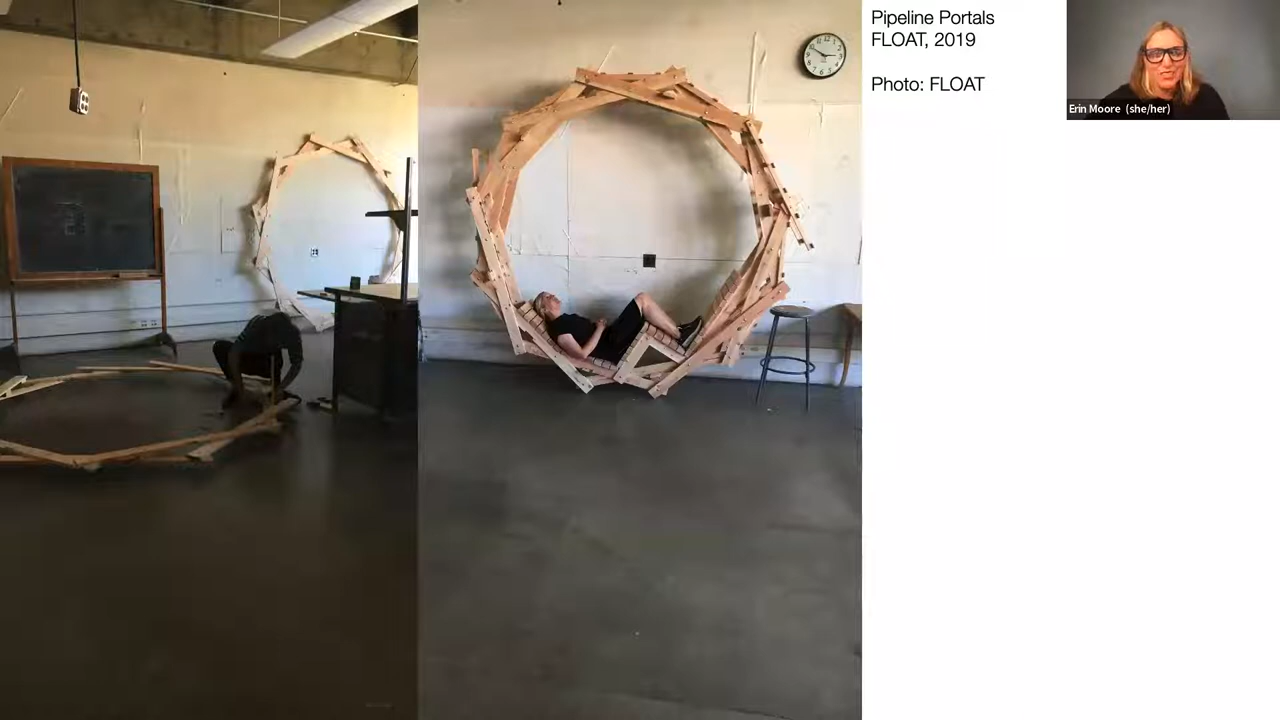 Pipeline Portals
FLOAT, 2019
Photo: FLOAT
Erin Moore (she/her)